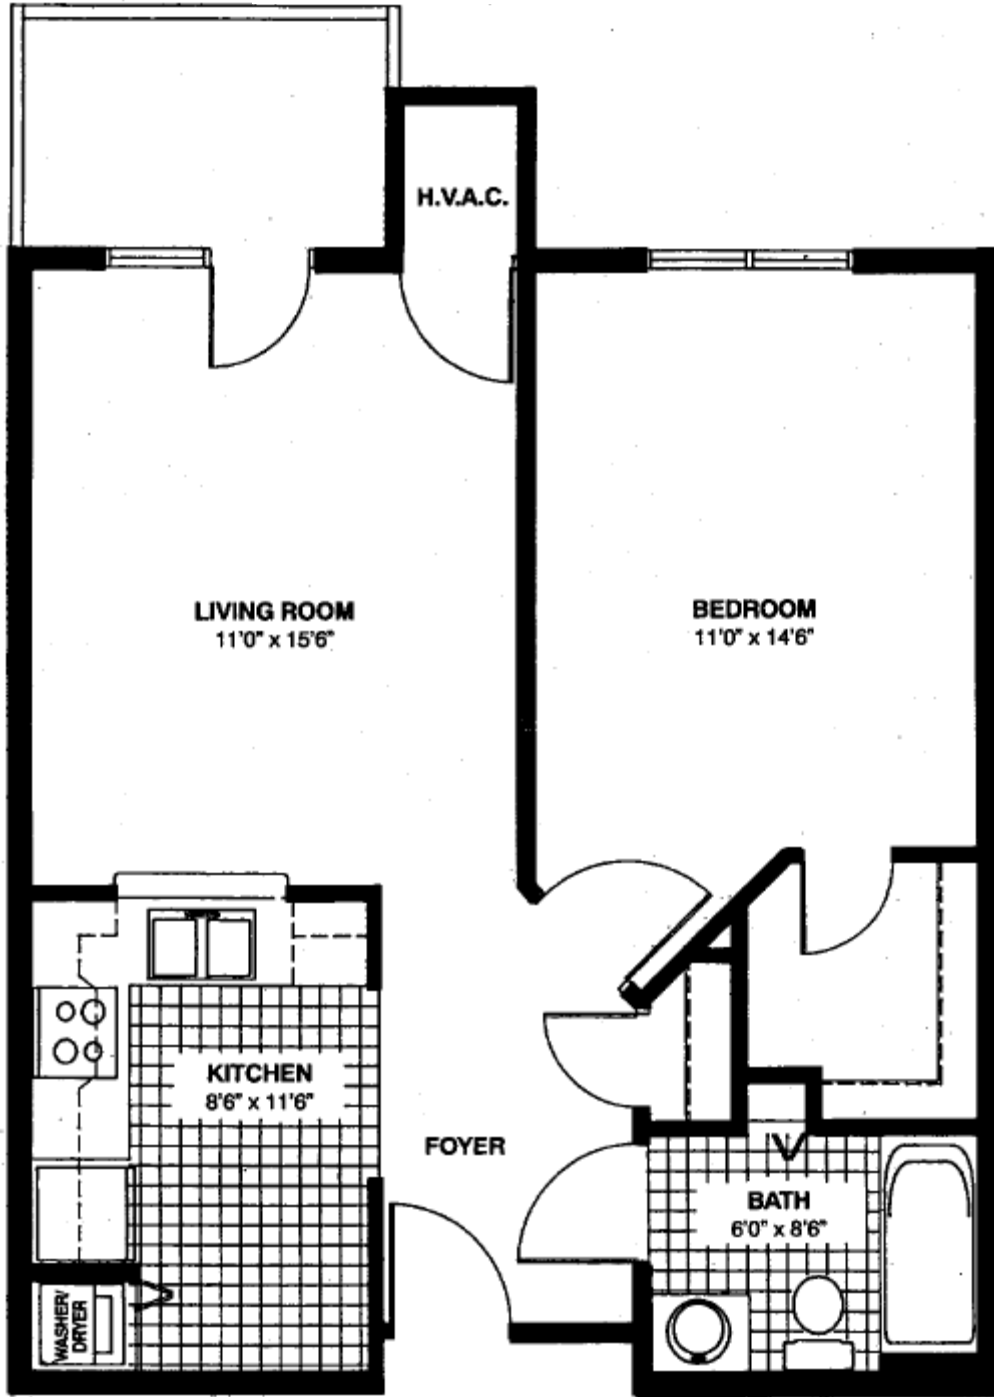 H.V.A.C.
LIVING ROOM
11'0" x 15'6"
BEDROOM
11'0" x 14'6"
KITCHEN
8'6" x 11'6"
FOYER
BATH
6'0" x 8'6"
WASHER/
DRYER